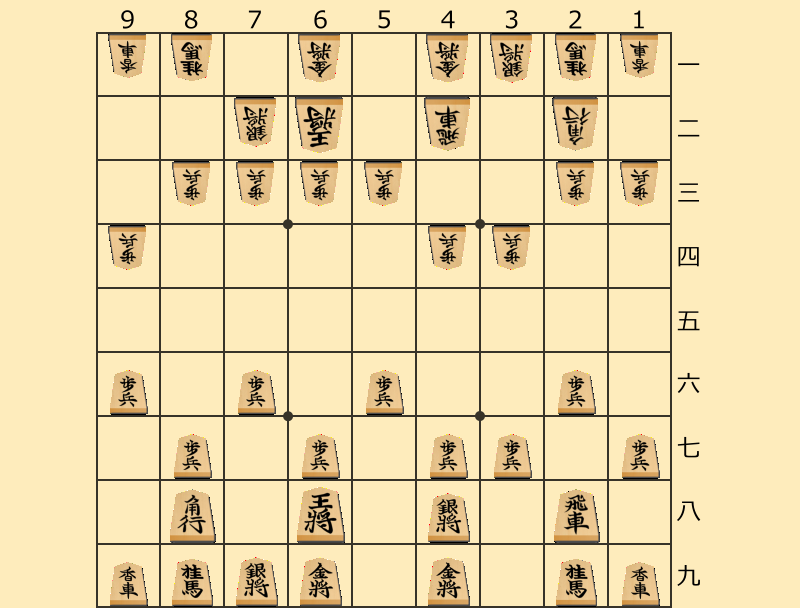 9 8 7 6 5 4 3 2 1
香車 桂馬 金将 金将 銀将 桂馬 香車 一
銀将 王将 飛車 角行 二
歩兵 歩兵 歩兵 歩兵 歩兵 歩兵 三
歩兵 歩兵 歩兵 四
五
歩兵 歩兵 歩兵 歩兵 六
歩兵 歩兵 歩兵 歩兵 歩兵 七
角行 王将 銀将 飛車 八
香車 桂馬 銀将 金将 金将 桂馬 香車 九